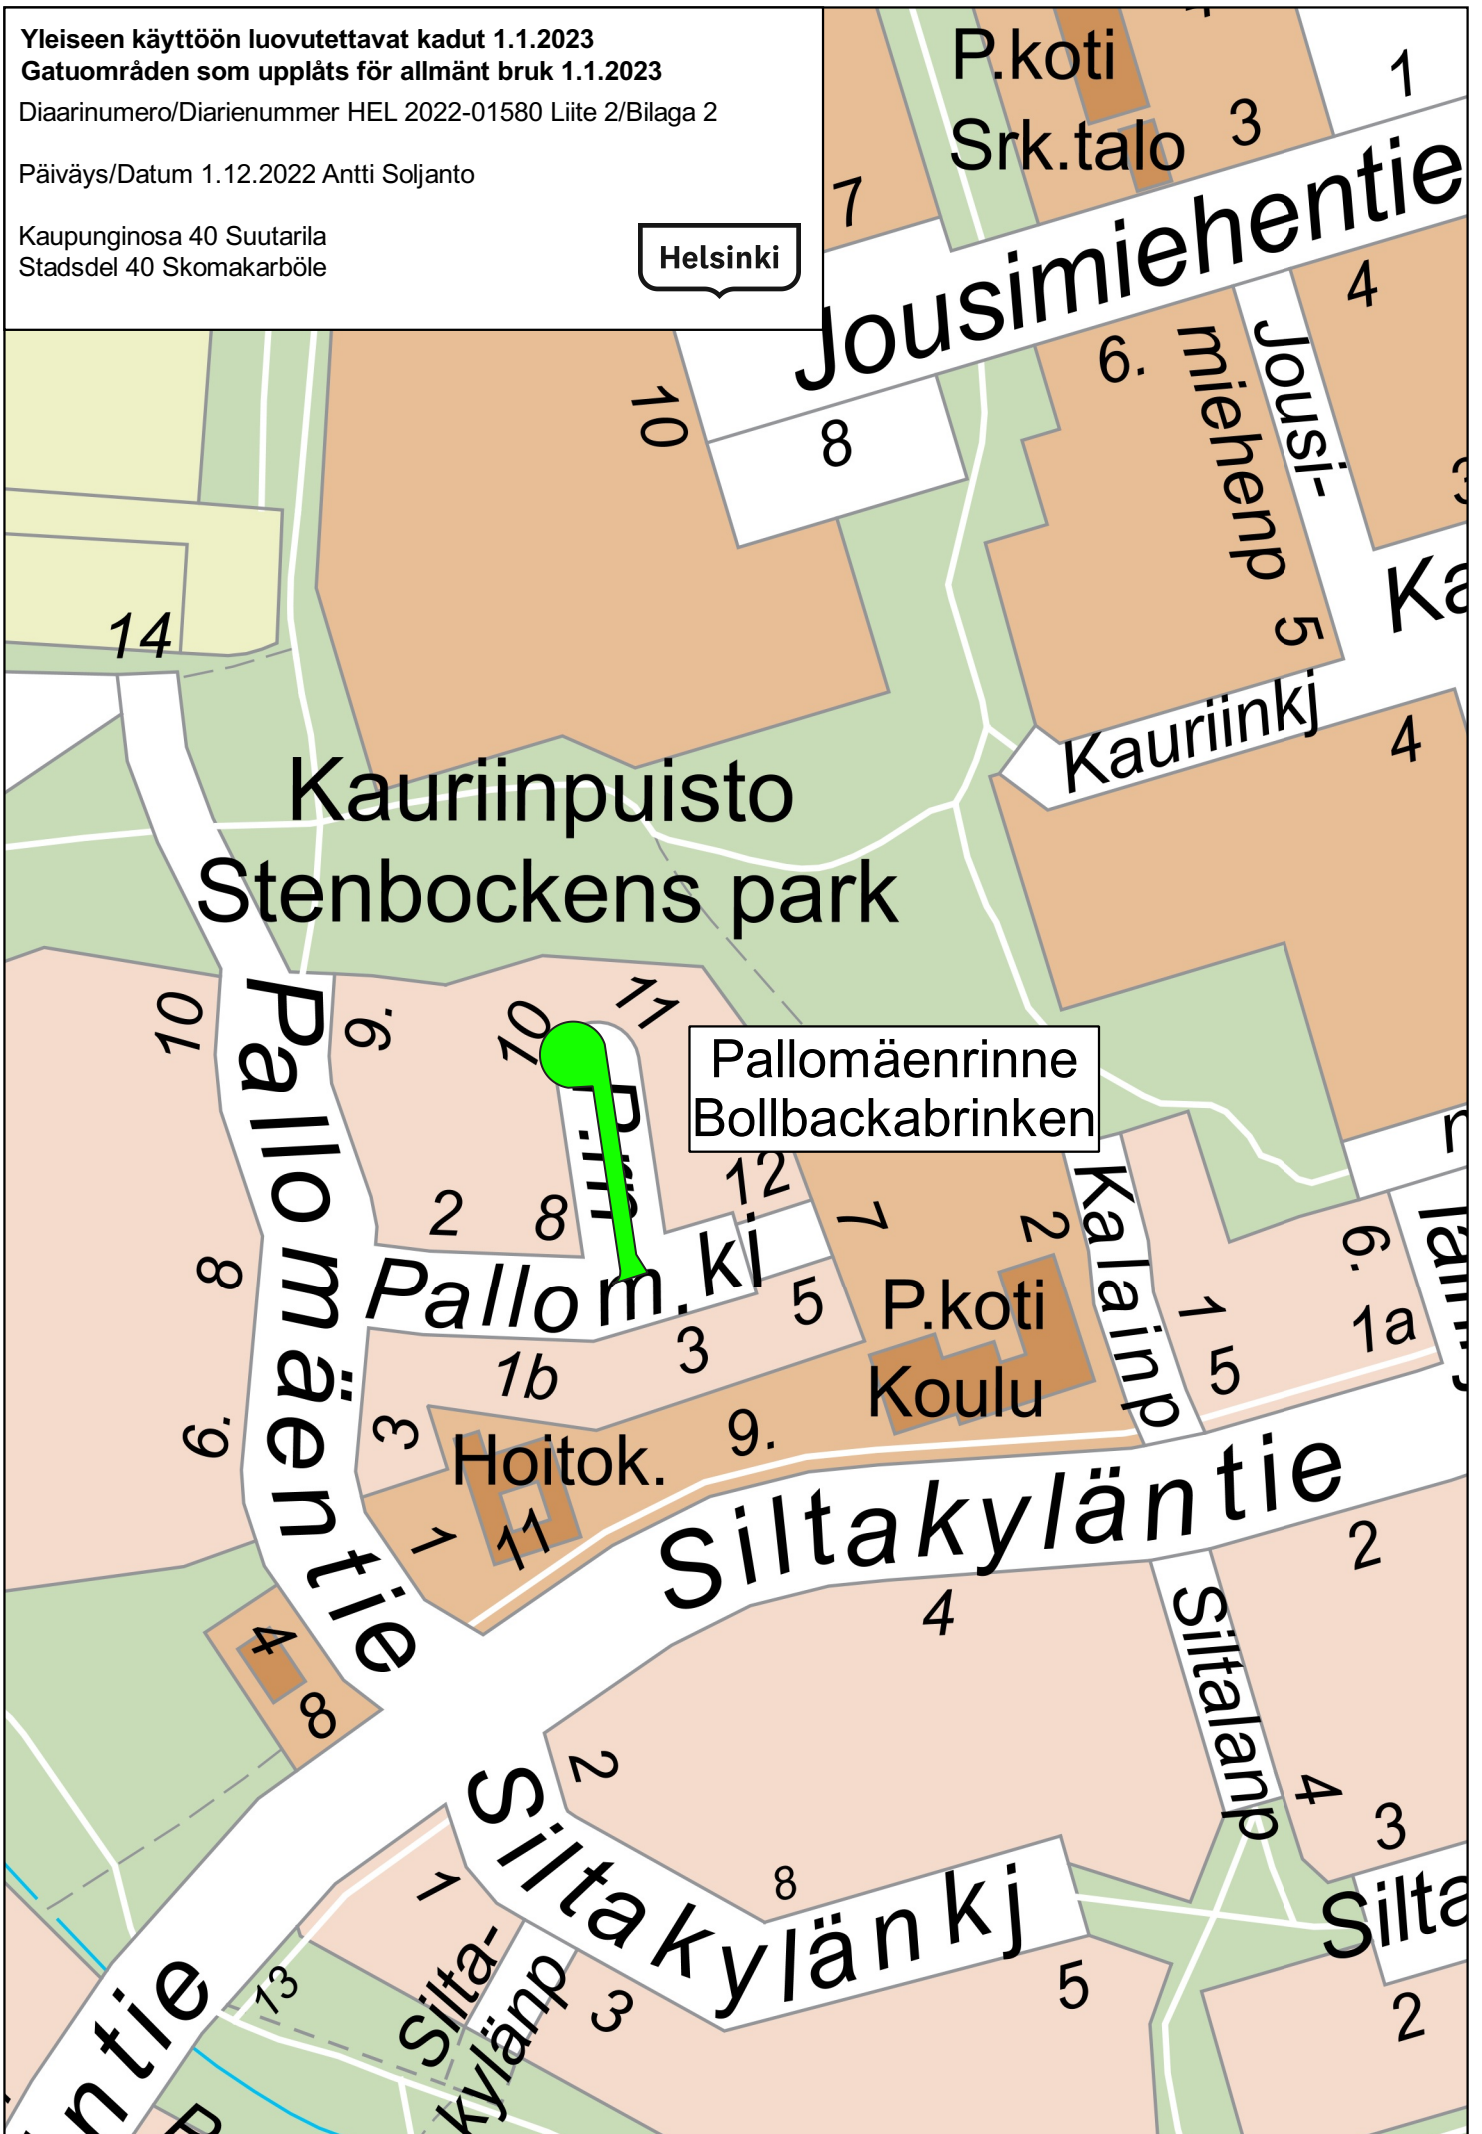 Yleiseen käyttöön luovutettavat kadut 1.1.2023
Gatuområden som upplåts för allmänt bruk 1.1.2023
Diaarinumero/Diarienummer HEL 2022-01580 Liite 2/Bilaga 2
Päiväys/Datum 1.12.2022 Antti Soljanto
Kaupunginosa 40 Suutarila
Stadsdel 40 Skomakarböle
Helsinki
P.koti
Srk.talo
3
1
7
Jousimiehentie
4
6.
Jousi-
miehenp
10
8
3
5
Ka
14
Kauriinkj
4
Kauriinpuisto
Stenbockens park
10
9.
10
11
Pallomäenrinne
Bollbackabrinken
Pallomäentie
12
2
8
7
2
Kalainp
6.
8
Pallom.kj
5
P.koti
Koulu
1
5
1a
1b
3
3
6.
9.
Hoitok.
11
1
Siltakyläntie
2
4
4
8
Siltalanp
2
4
3
Siltakylänkj
8
1
Silta
Silta-
kylänp
3
5
2
13
ntie